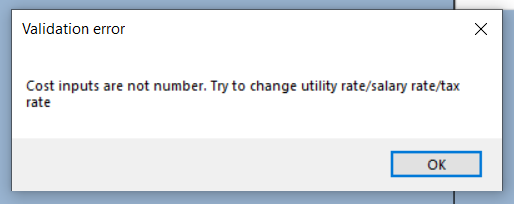 Validation error
Cost inputs are not number. Try to change utility rate/salary rate/tax
rate
OK